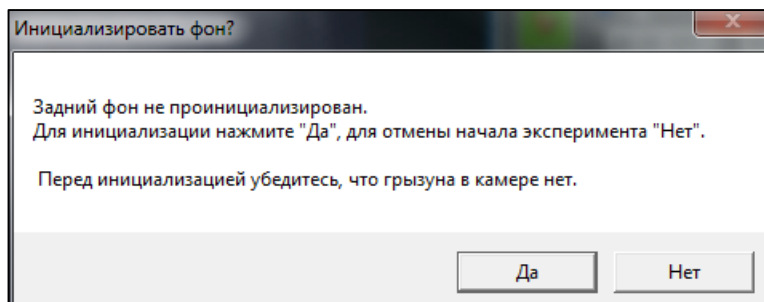 Инициализировать фон?
Задний фон не проинициализирован.
Для инициализации нажмите "Да", для отмены начала эксперимента "Нет".
Перед инициализацией убедитесь, что грызуна в камере нет.
Да
Нет